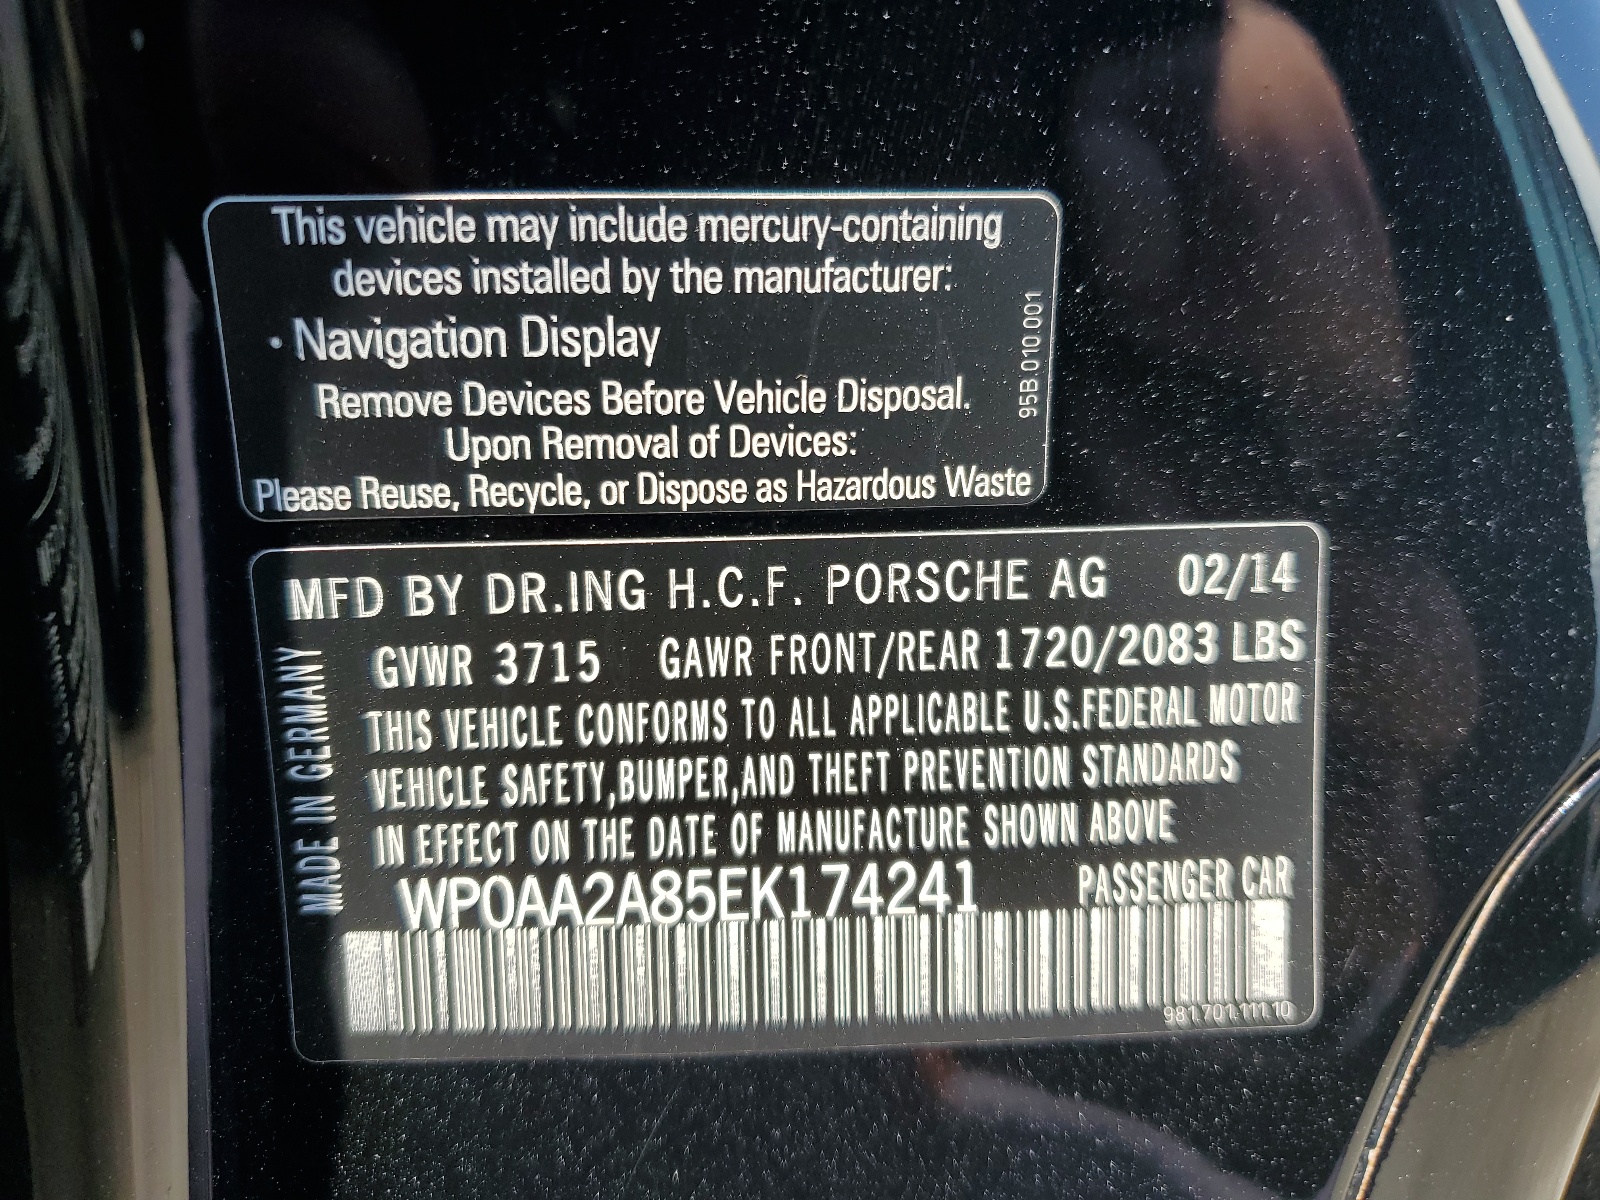 This vehicle may include mercury-containing
devices installed by the manufacturer:
• Navigation Display
Remove Devices Before Vehicle Disposal.
Upon Removal of Devices:
Please Reuse, Recycle, or Dispose as Hazardous Waste
95B 010 001
MFD BY DR.ING H.C.F. PORSCHE AG 02/14
GVWR 3715 GAWR FRONT/REAR 1720/2083 LBS
THIS VEHICLE CONFORMS TO ALL APPLICABLE U.S.FEDERAL MOTOR
VEHICLE SAFETY,BUMPER,AND THEFT PREVENTION STANDARDS
IN EFFECT ON THE DATE OF MANUFACTURE SHOWN ABOVE
WP0AA2A85EK174241 PASSENGER CAR
MADE IN GERMANY
981.701.111.10